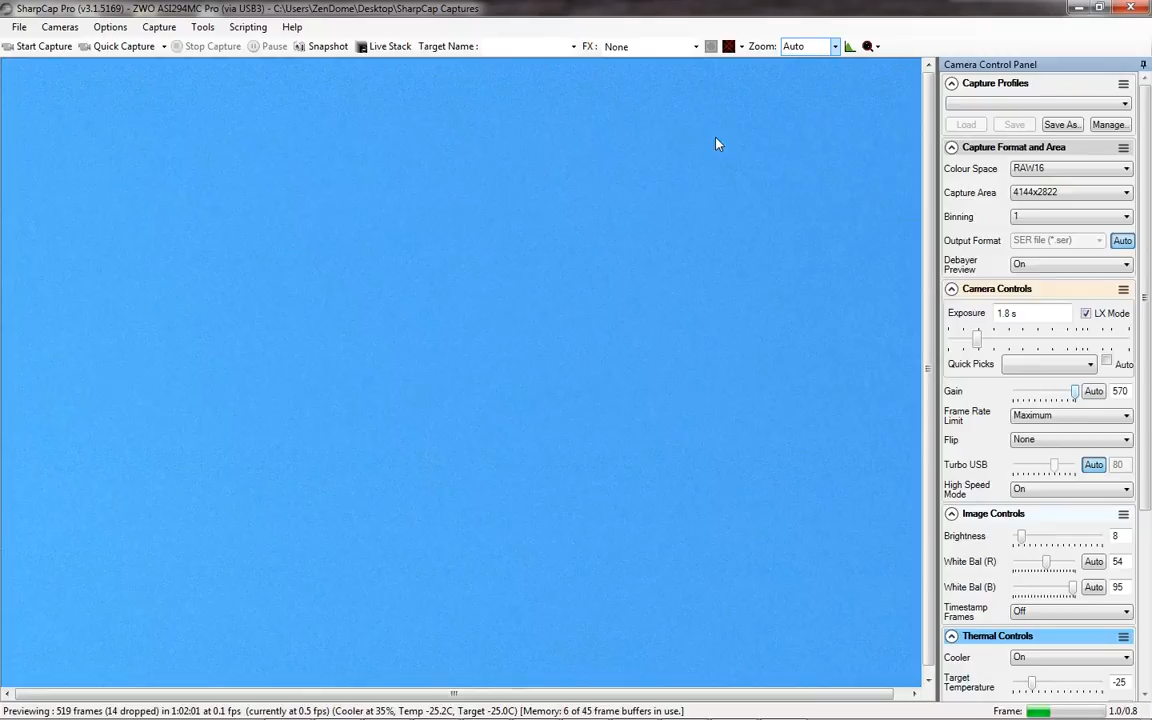 SharpCap Pro (v3.1.5169) - ZWO ASI294MC Pro (via USB3) - C:\Users\ZenDome\Desktop\SharpCap Captures
File Cameras Options Capture Tools Scripting Help
Start Capture Quick Capture Stop Capture Pause Snapshot Live Stack Target Name : FX : None Zoom: Auto
Camera Control Panel
Capture Profiles
Load Save Save As.. Manage..
Capture Format and Area
Colour Space RAW16
Capture Area 4144x2822
Binning 1
Output Format SER file (*.ser) Auto
Debayer
Preview On
Camera Controls
Exposure 1.8 s LX Mode
Quick Picks Auto
Gain Auto 570
Frame Rate
Limit Maximum
Flip None
Turbo USB Auto 80
High Speed
Mode On
Image Controls
Brightness 8
White Bal (R) Auto 54
White Bal (B) Auto 95
Timestamp
Frames Off
Thermal Controls
Cooler On
Target
Temperature -25
Previewing : 519 frames (14 dropped) in 1:02:01 at 0.1 fps (currently at 0.5 fps) (Cooler at 35%, Temp -25.2C, Target -25.0C) [Memory: 6 of 45 frame buffers in use.] Frame: 1.0/0.8